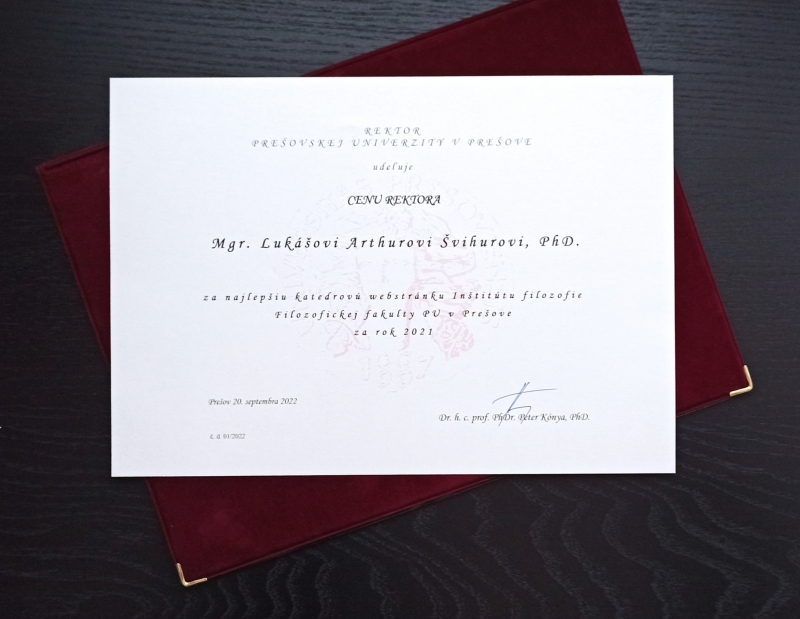 REKTOR
PREŠOVSKEJ UNIVERZITY V PREŠOVE
udeľuje
CENU REKTORA
Mgr. Lukášovi Arthurovi Švihurovi, PhD.
za najlepšiu katedrovú webstránku Inštitútu filozofie
Filozofickej fakulty PU v Prešove
za rok 2021
Prešov 20. septembra 2022
Dr. h. c. prof. PhDr. Peter Kónya, PhD.
č. d. 01/2022